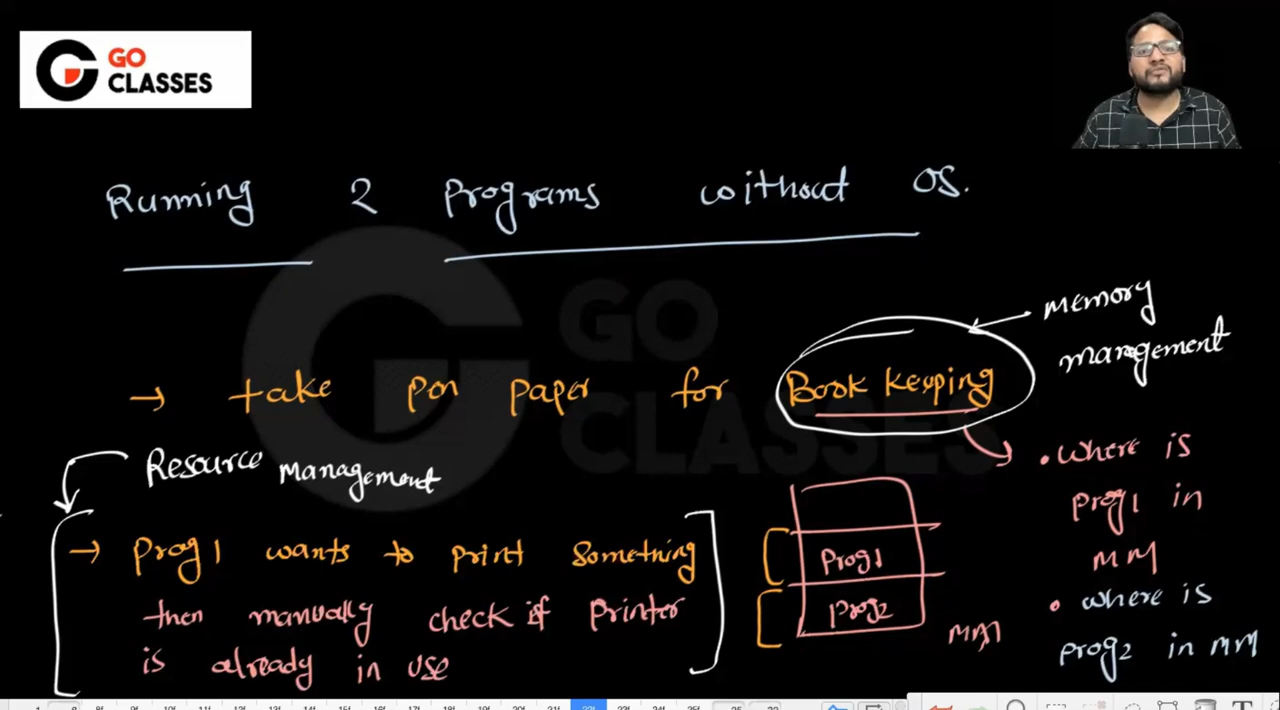 GO
CLASSES
Running 2 Programs without OS.
Memory
management
→ take pen paper for Book Keeping
Resource Management
• where is
prog1 in
MM
→ Prog1 wants to print something
then manually check if printer
is already in use
Prog1
Prog2
MM
• where is
prog2 in MM
GO
CLASSES